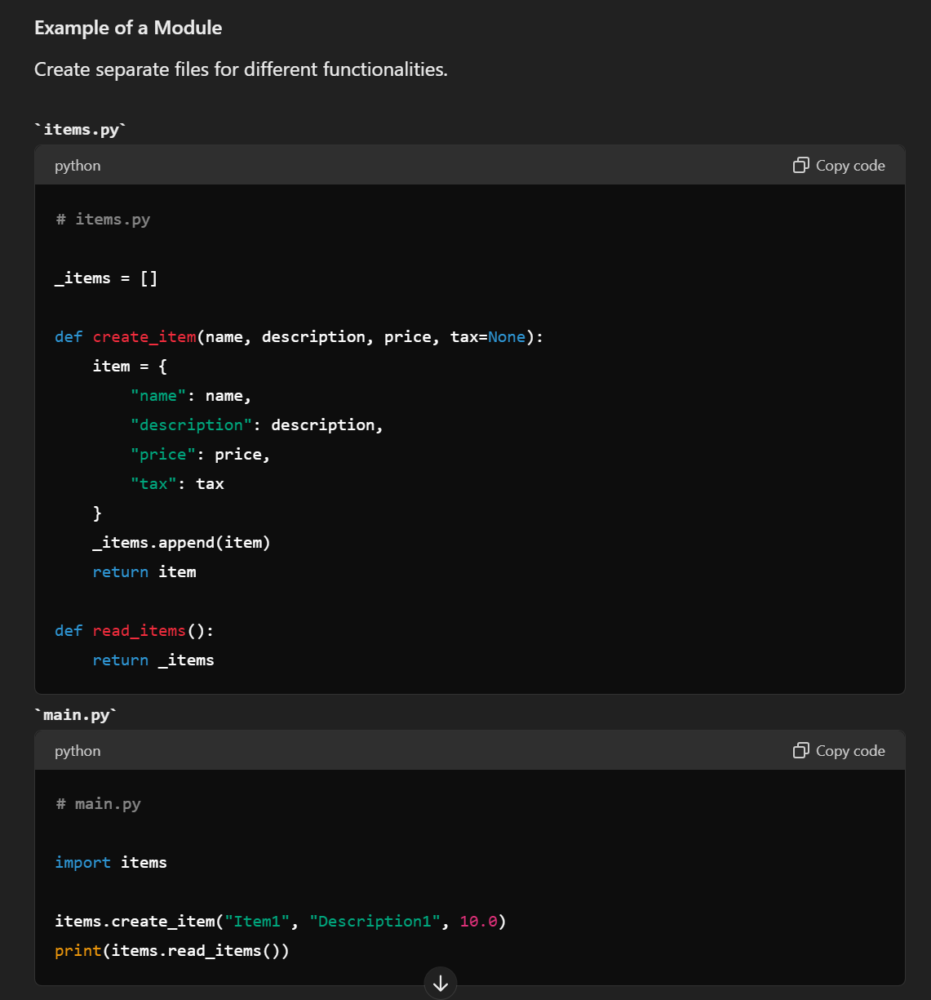 Example of a Module
Create separate files for different functionalities.
`items.py`
python
Copy code
# items.py
_items = []
def create_item(name, description, price, tax=None):
    item = {
        "name": name,
        "description": description,
        "price": price,
        "tax": tax
    }
    _items.append(item)
    return item
def read_items():
    return _items
`main.py`
python
Copy code
# main.py
import items
items.create_item("Item1", "Description1", 10.0)
print(items.read_items())